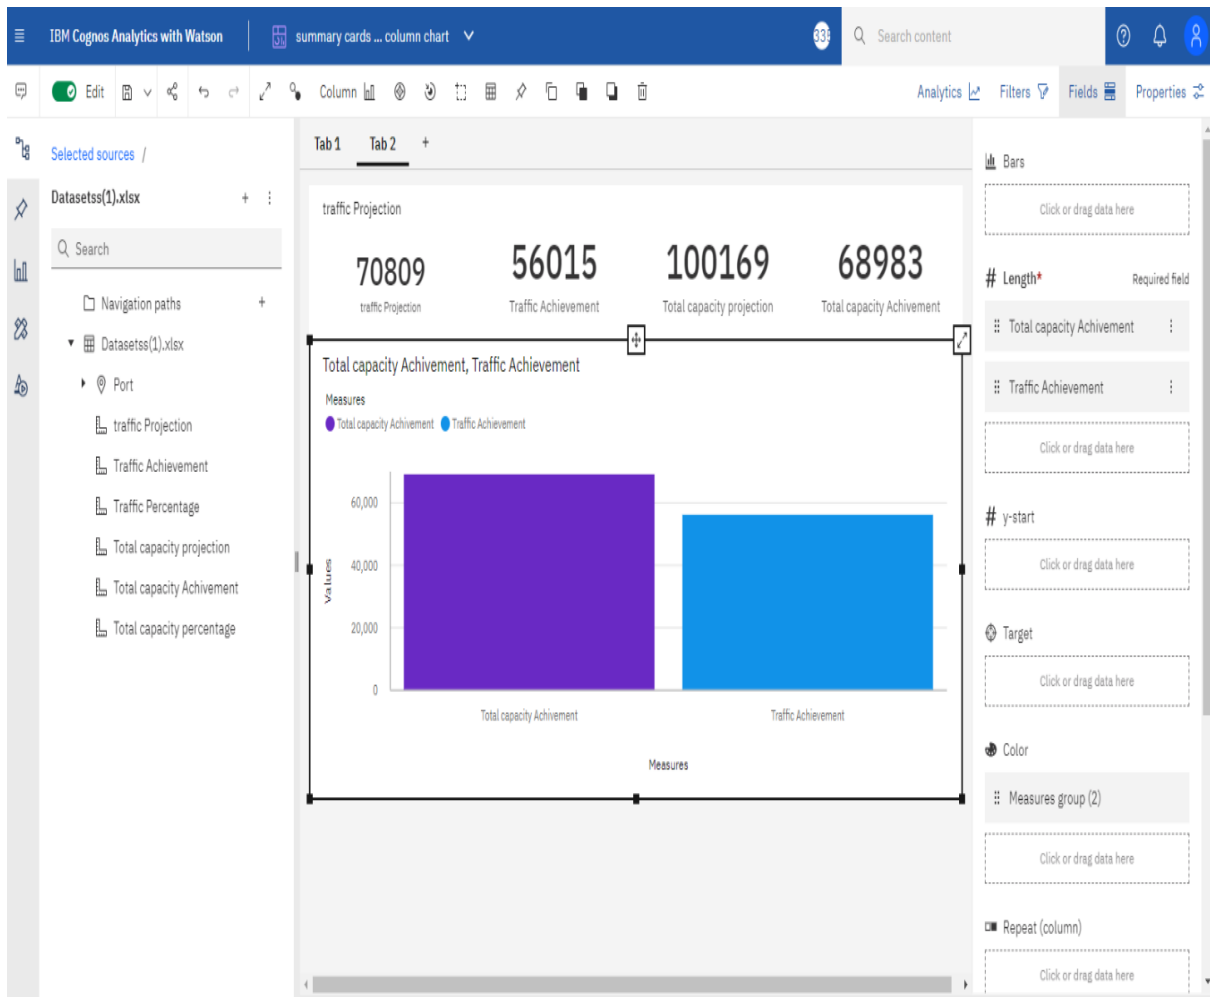 IBM Cognos Analytics with Watson
summary cards ... column chart
Search content
Edit
Column
Analytics
Filters
Fields
Properties
Selected sources /
Datasetss(1).xlsx
Search
Navigation paths
Datasetss(1).xlsx
Port
traffic Projection
Traffic Achievement
Traffic Percentage
Total capacity projection
Total capacity Achivement
Total capacity percentage
Tab 1
Tab 2
+
traffic Projection
70809
56015
100169
68983
traffic Projection
Traffic Achievement
Total capacity projection
Total capacity Achivement
Total capacity Achivement, Traffic Achievement
Measures
Total capacity Achivement
Traffic Achievement
Values
60,000
40,000
20,000
0
Total capacity Achivement
Traffic Achievement
Measures
Bars
Click or drag data here
# Length*
Required field
Total capacity Achivement
Traffic Achievement
Click or drag data here
# y-start
Click or drag data here
Target
Click or drag data here
Color
Measures group (2)
Click or drag data here
Repeat (column)
Click or drag data here